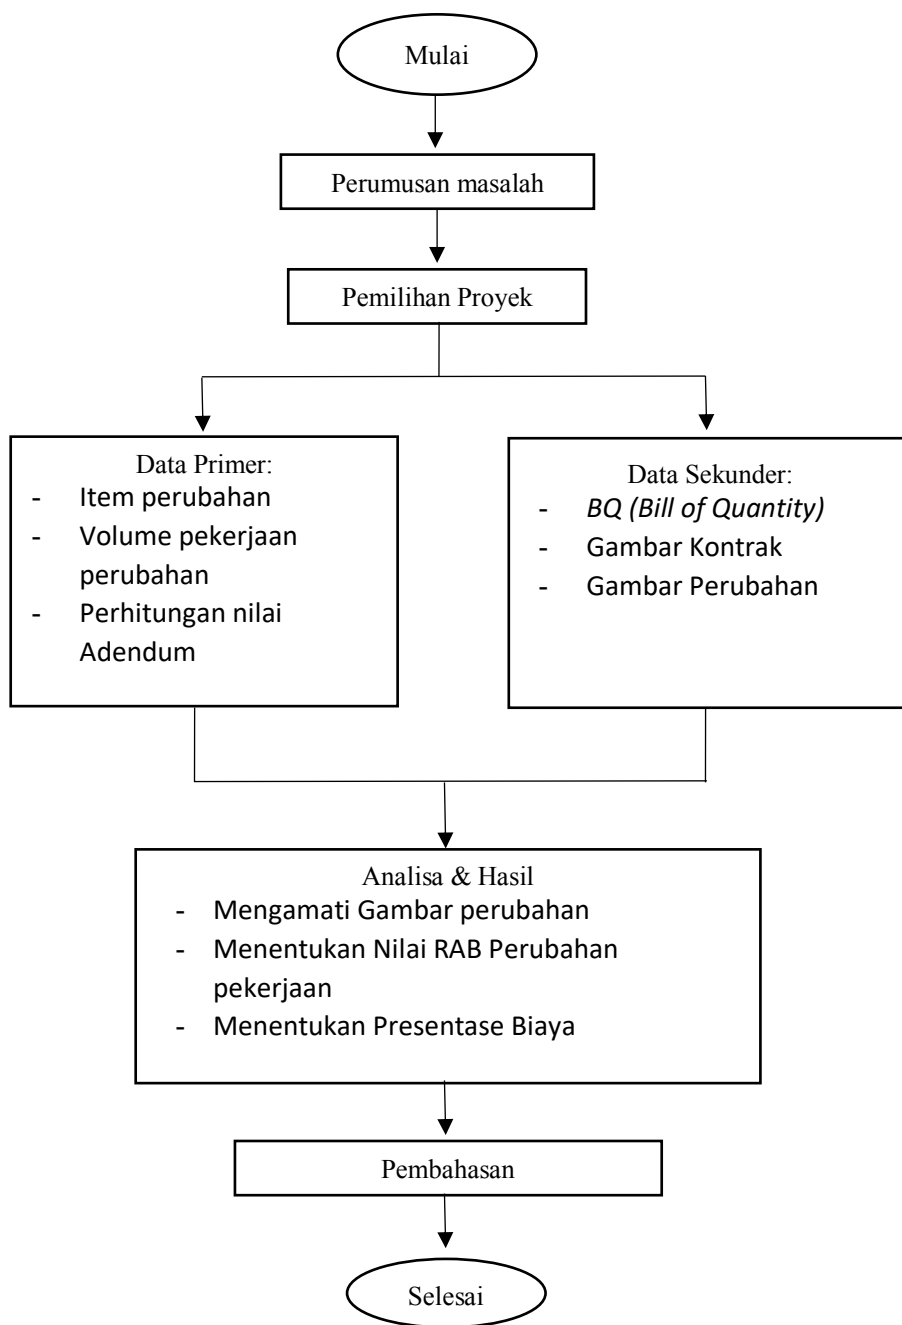 Mulai
Perumusan masalah
Pemilihan Proyek
Data Primer:
- Item perubahan
- Volume pekerjaan
perubahan
- Perhitungan nilai
Adendum
Data Sekunder:
- BQ (Bill of Quantity)
- Gambar Kontrak
- Gambar Perubahan
Analisa & Hasil
- Mengamati Gambar perubahan
- Menentukan Nilai RAB Perubahan
pekerjaan
- Menentukan Presentase Biaya
Pembahasan
Selesai